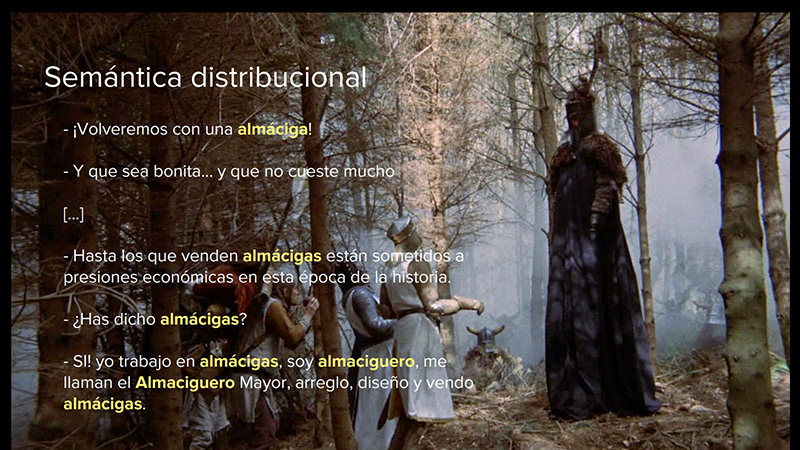 Semántica distribucional
- ¡Volveremos con una almáciga!
- Y que sea bonita... y que no cueste mucho
[...]
- Hasta los que venden almácigas están sometidos a
presiones económicas en esta época de la historia.
- ¿Has dicho almácigas?
- SI! yo trabajo en almácigas, soy almaciguero, me
llaman el Almaciguero Mayor, arreglo, diseño y vendo
almácigas.